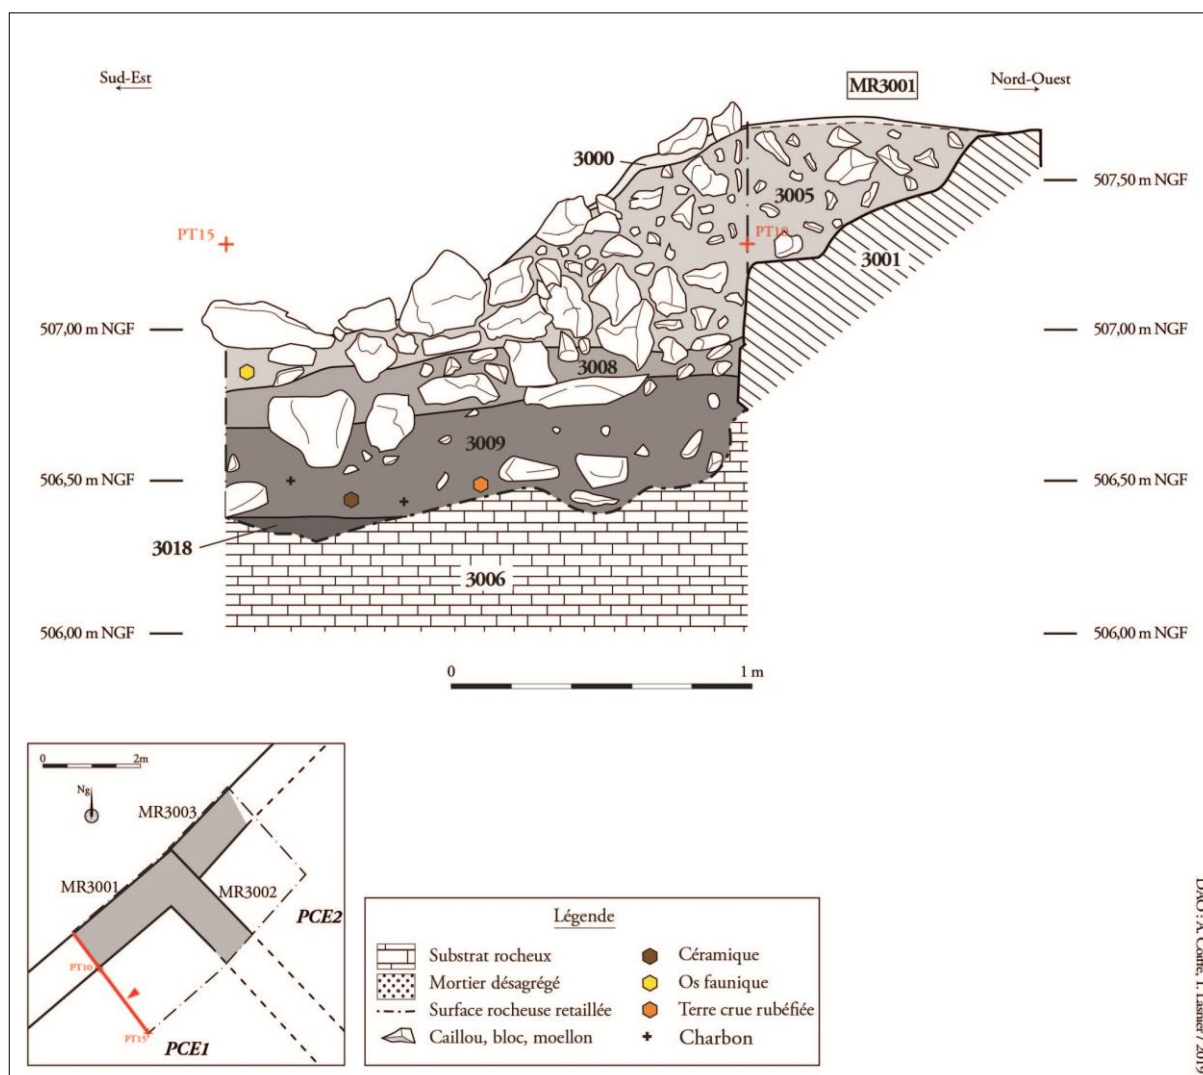 Sud-Est
MR3001
Nord-Ouest
3000
507,50 m NGF
3005
PT15
PT10
3001
507,00 m NGF
507,00 m NGF
3008
3009
506,50 m NGF
506,50 m NGF
3018
3006
506,00 m NGF
506,00 m NGF
0 1 m
0 2m
Ng
MR3003
MR3001
MR3002
PCE2
PT10
PT15
PCE1
Légende
Substrat rocheux
Mortier désagrégé
Surface rocheuse retaillée
Caillou, bloc, moellon
Céramique
Os faunique
Terre crue rubéfiée
Charbon
2019